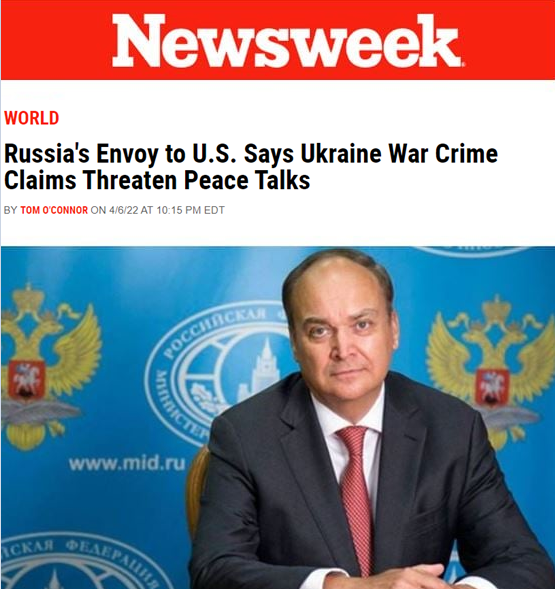 Newsweek
WORLD
Russia's Envoy to U.S. Says Ukraine War Crime
Claims Threaten Peace Talks
BY TOM O'CONNOR ON 4/6/22 AT 10:15 PM EDT
РОССИЙСКАЯ
МИНИСТЕР
www.mid.ru
СКАЯ ФЕДЕРАЦИЯ